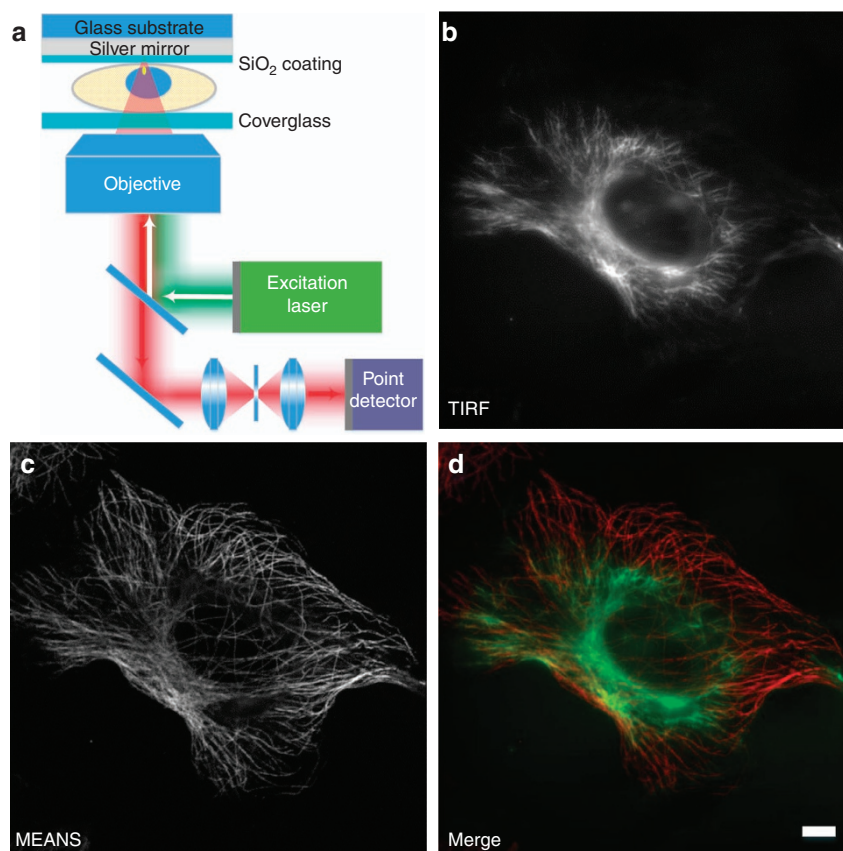 a
Glass substrate
Silver mirror
SiO₂ coating
Coverglass
Objective
Excitation
laser
Point
detector
b
TIRF
c
MEANS
d
Merge